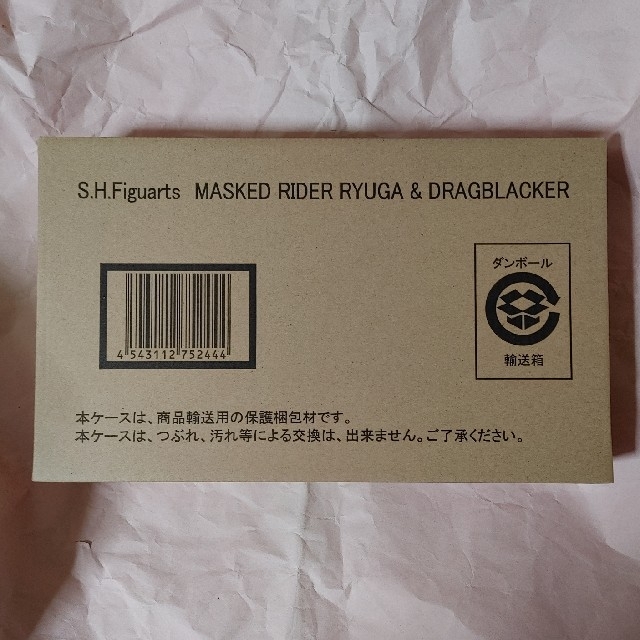 S.H.Figuarts MASKED RIDER RYUGA & DRAGBLACKER
ダンボール
輸送箱
4 543112 752444
本ケースは、商品輸送用の保護梱包材です。
本ケースは、つぶれ、汚れ等による交換は、出来ません。ご了承ください。